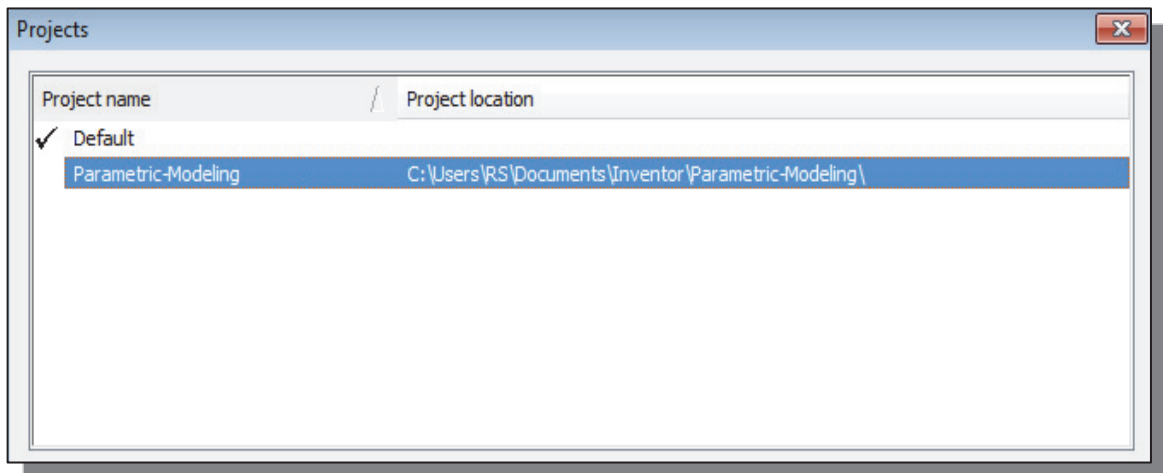 Projects
Project name / Project location
✓ Default
Parametric-Modeling C:\Users\RS\Documents\Inventor\Parametric-Modeling\